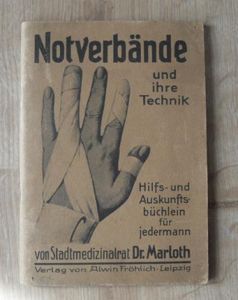 Notverbände
und
ihre
Technik
Hilfs- und
Auskunfts-
büchlein
für
jedermann
von Stadtmedizinalrat Dr. Marloth
Verlag von Alwin Fröhlich · Leipzig